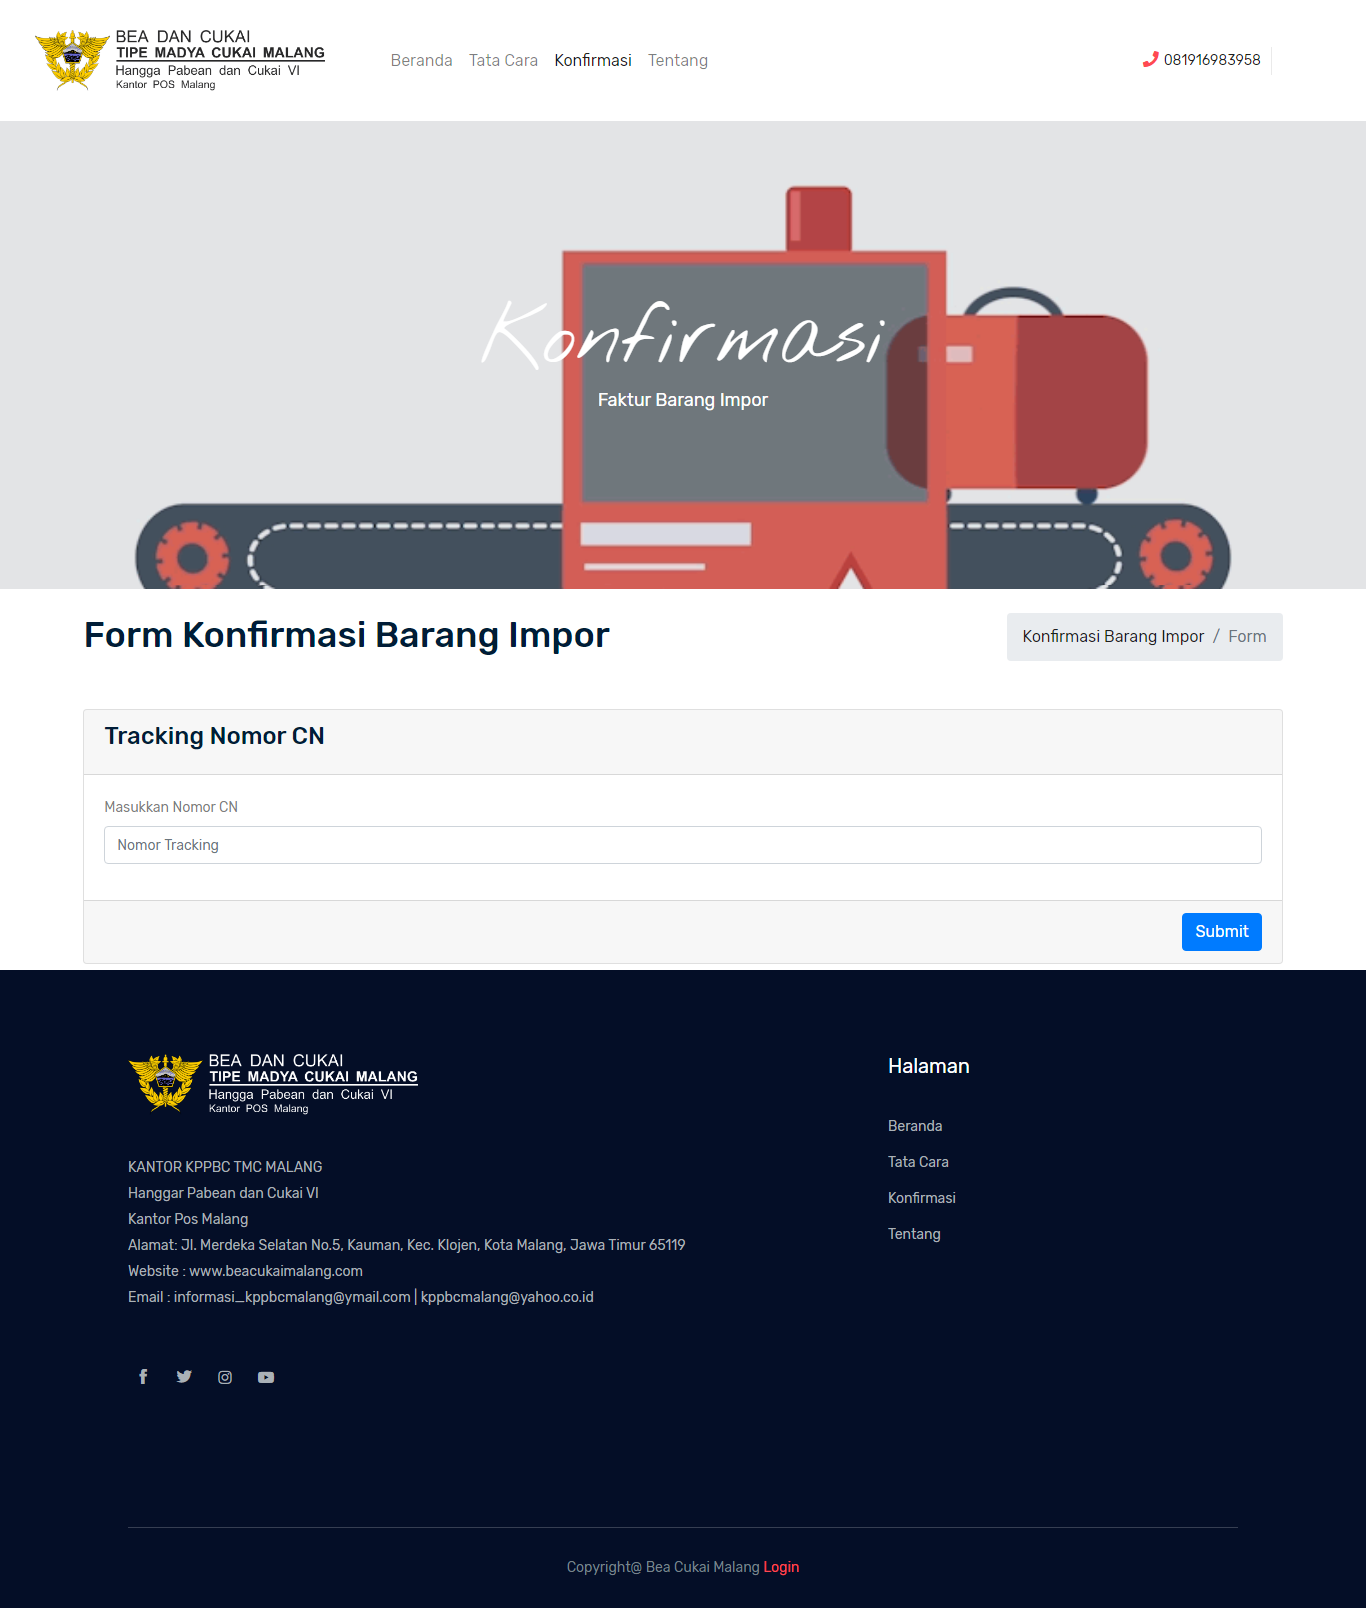 BEA DAN CUKAI
TIPE MADYA CUKAI MALANG
Hangga Pabean dan Cukai VI
Kantor POS Malang
Beranda Tata Cara Konfirmasi Tentang
081916983958
Konfirmasi
Faktur Barang Impor
Form Konfirmasi Barang Impor
Konfirmasi Barang Impor / Form
Tracking Nomor CN
Masukkan Nomor CN
Nomor Tracking
Submit
BEA DAN CUKAI
TIPE MADYA CUKAI MALANG
Hangga Pabean dan Cukai VI
Kantor POS Malang
KANTOR KPPBC TMC MALANG
Hanggar Pabean dan Cukai VI
Kantor Pos Malang
Alamat: Jl. Merdeka Selatan No.5, Kauman, Kec. Klojen, Kota Malang, Jawa Timur 65119
Website : www.beacukaimalang.com
Email : informasi_kppbcmalang@ymail.com | kppbcmalang@yahoo.co.id
Halaman
Beranda
Tata Cara
Konfirmasi
Tentang
Copyright@ Bea Cukai Malang Login